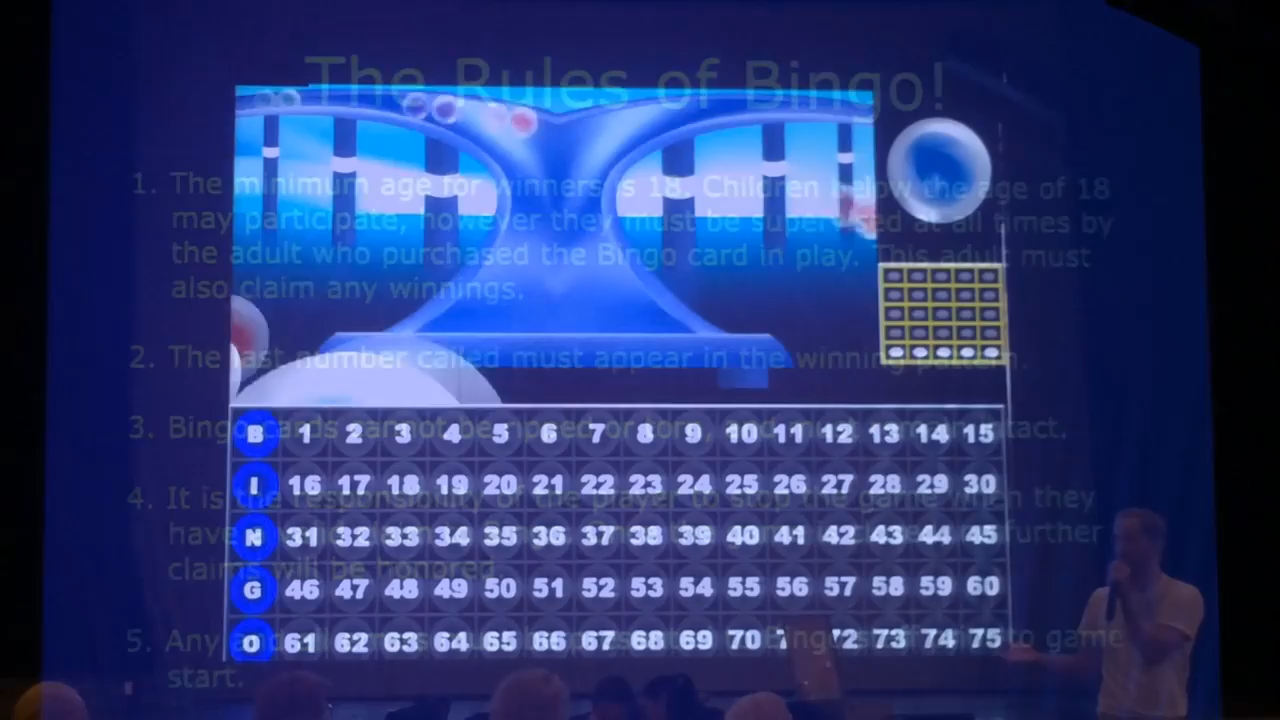 The Rules of Bingo!
1. The minimum age for winners is 18. Children below the age of 18
may participate, however they must be supervised at all times by
the adult who purchased the Bingo card in play. This adult must
also claim any winnings.
2. The last number called must appear in the winning pattern.
3. Bingo cards cannot be
4. It is the responsibility of the player to stop the game when they
have further
claims will be honored
5. Any Bingo to game
start.
B 1 2 3 4 5 6 7 8 9 10 11 12 13 14 15
I 16 17 18 19 20 21 22 23 24 25 26 27 28 29 30
N 31 32 33 34 35 36 37 38 39 40 41 42 43 44 45
G 46 47 48 49 50 51 52 53 54 55 56 57 58 59 60
O 61 62 63 64 65 66 67 68 69 70 72 73 74 75